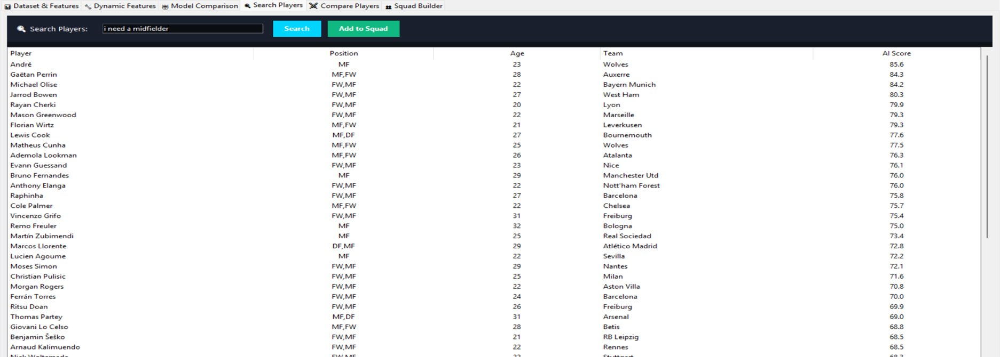 Dataset & Features Dynamic Features Model Comparison Search Players Compare Players Squad Builder
Search Players: i need a midfielder Search Add to Squad
Player Position Age Team AI Score
André MF 23 Wolves 85.6
Gaëtan Perrin MF,FW 28 Auxerre 84.3
Michael Olise FW,MF 22 Bayern Munich 84.2
Jarrod Bowen FW,MF 27 West Ham 80.3
Rayan Cherki FW,MF 20 Lyon 79.9
Mason Greenwood FW,MF 22 Marseille 79.3
Florian Wirtz MF,FW 21 Leverkusen 79.3
Lewis Cook MF,DF 27 Bournemouth 77.6
Matheus Cunha MF,FW 25 Wolves 77.5
Ademola Lookman MF,FW 26 Atalanta 76.3
Evann Guessand FW,MF 23 Nice 76.1
Bruno Fernandes MF 29 Manchester Utd 76.0
Anthony Elanga FW,MF 22 Nott'ham Forest 76.0
Raphinha FW,MF 27 Barcelona 75.8
Cole Palmer MF,FW 22 Chelsea 75.7
Vincenzo Grifo FW,MF 31 Freiburg 75.4
Remo Freuler MF 32 Bologna 75.0
Martín Zubimendi MF 25 Real Sociedad 73.4
Marcos Llorente DF,MF 29 Atlético Madrid 72.8
Lucien Agoume MF 22 Sevilla 72.2
Moses Simon FW,MF 29 Nantes 72.1
Christian Pulisic FW,MF 25 Milan 71.6
Morgan Rogers FW,MF 22 Aston Villa 70.8
Ferrán Torres FW,MF 24 Barcelona 70.0
Ritsu Doan FW,MF 26 Freiburg 69.9
Thomas Partey MF,DF 31 Arsenal 69.0
Giovani Lo Celso MF,FW 28 Betis 68.8
Benjamin Šeško FW,MF 21 RB Leipzig 68.5
Arnaud Kalimuendo FW,MF 22 Rennes 68.5